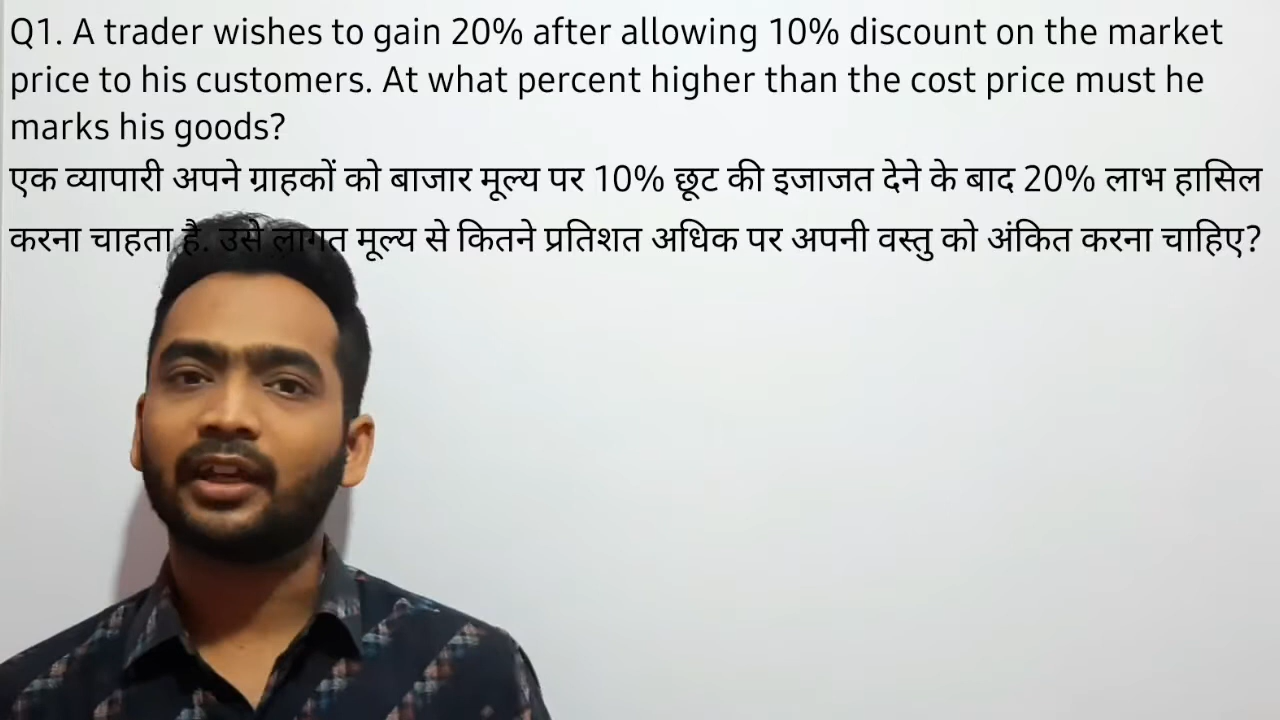 Q1. A trader wishes to gain 20% after allowing 10% discount on the market
price to his customers. At what percent higher than the cost price must he
marks his goods?
एक व्यापारी अपने ग्राहकों को बाजार मूल्य पर 10% छूट की इजाजत देने के बाद 20% लाभ हासिल
करना चाहता है. उसे लागत मूल्य से कितने प्रतिशत अधिक पर अपनी वस्तु को अंकित करना चाहिए?